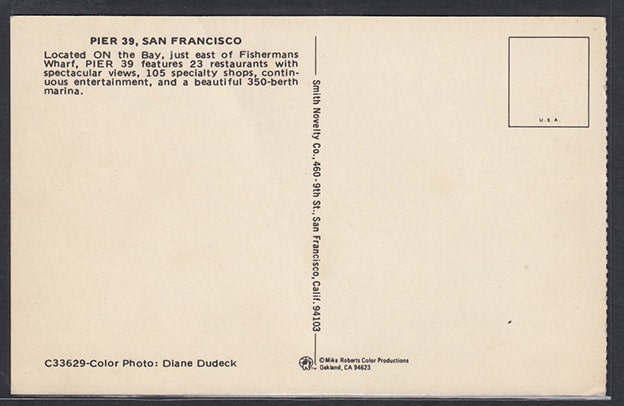 PIER 39, SAN FRANCISCO
Located ON the Bay, just east of Fishermans
Wharf, PIER 39 features 23 restaurants with
spectacular views, 105 specialty shops, contin-
uous entertainment, and a beautiful 350-berth
marina.
Smith Novelty Co., 460-9th St., San Francisco, Calif. 94103
U.S.A.
C33629-Color Photo: Diane Dudeck
©Mike Roberts Color Productions
Oakland, CA 94623